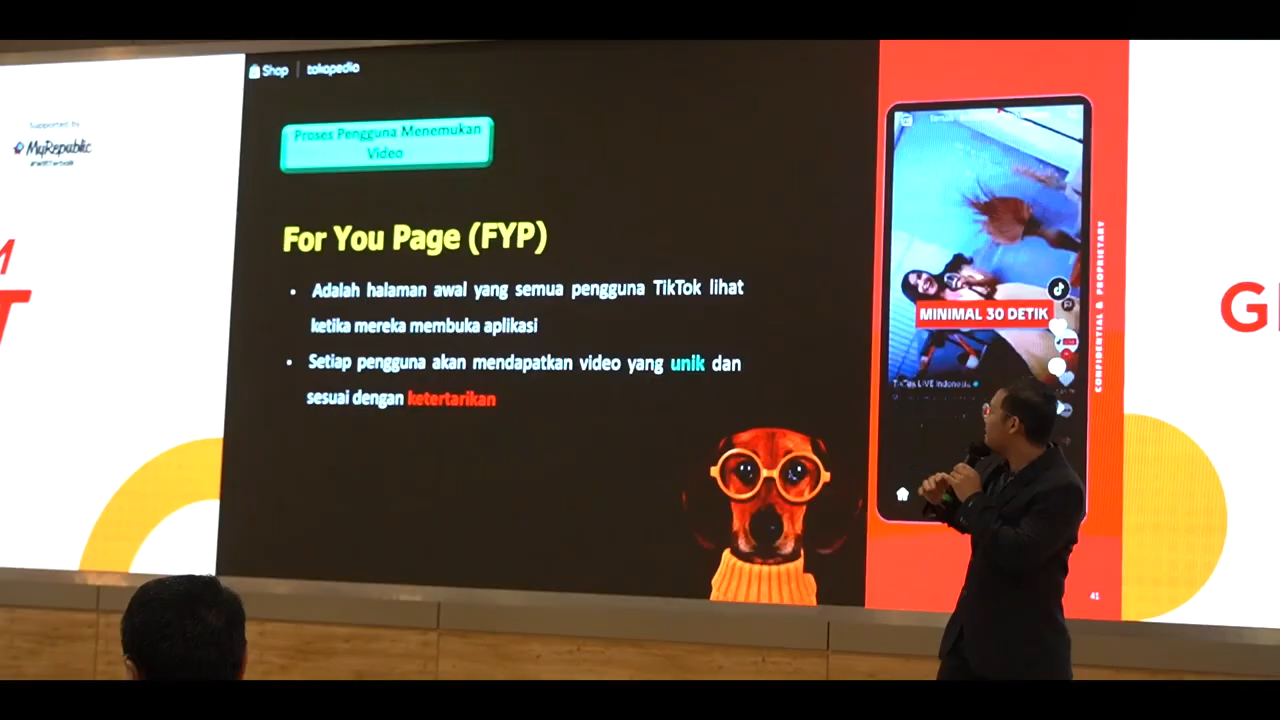 Supported by
MyRepublic
Shop | tokopedia
Proses Pengguna Menemukan
Video
For You Page (FYP)
• Adalah halaman awal yang semua pengguna TikTok lihat
ketika mereka membuka aplikasi
• Setiap pengguna akan mendapatkan video yang unik dan
sesuai dengan ketertarikan
MINIMAL 30 DETIK
TikTok LIVE Indonesia
CONFIDENTIAL & PROPRIETARY
41
M
T
G